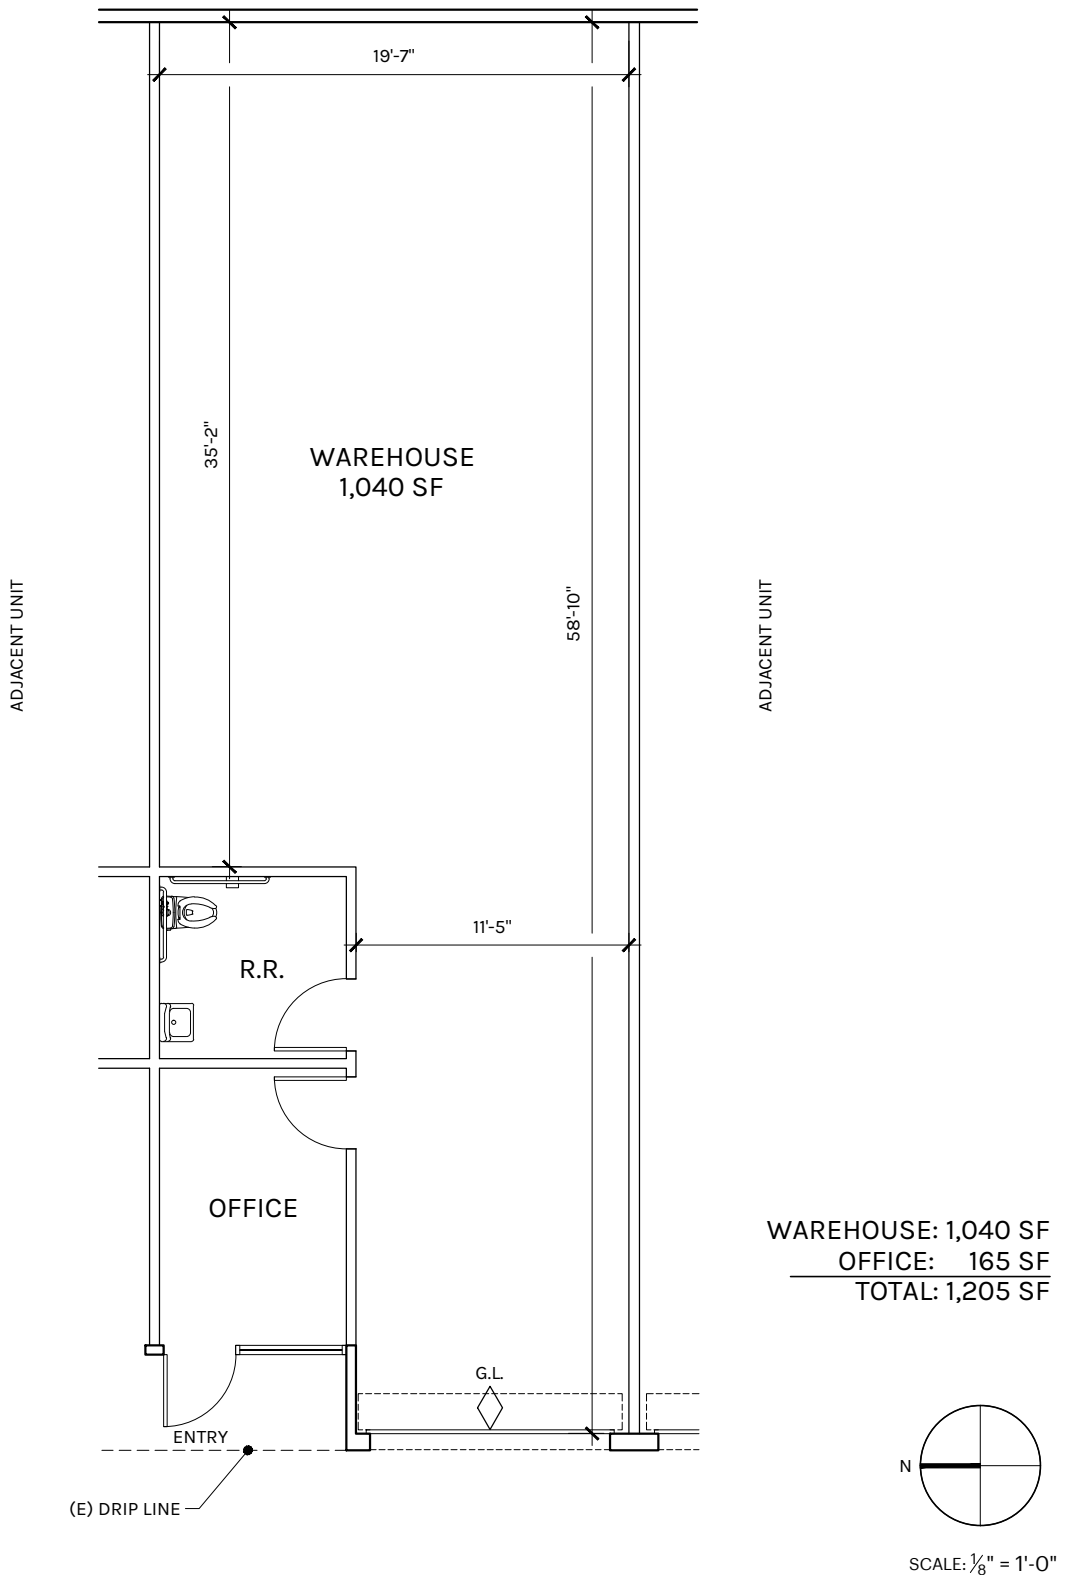 19'-7"
35'-2"
WAREHOUSE
1,040 SF
58'-10"
ADJACENT UNIT
ADJACENT UNIT
11'-5"
R.R.
OFFICE
WAREHOUSE: 1,040 SF
OFFICE: 165 SF
TOTAL: 1,205 SF
G.L.
ENTRY
N
(E) DRIP LINE
SCALE: 1/8" = 1'-0"